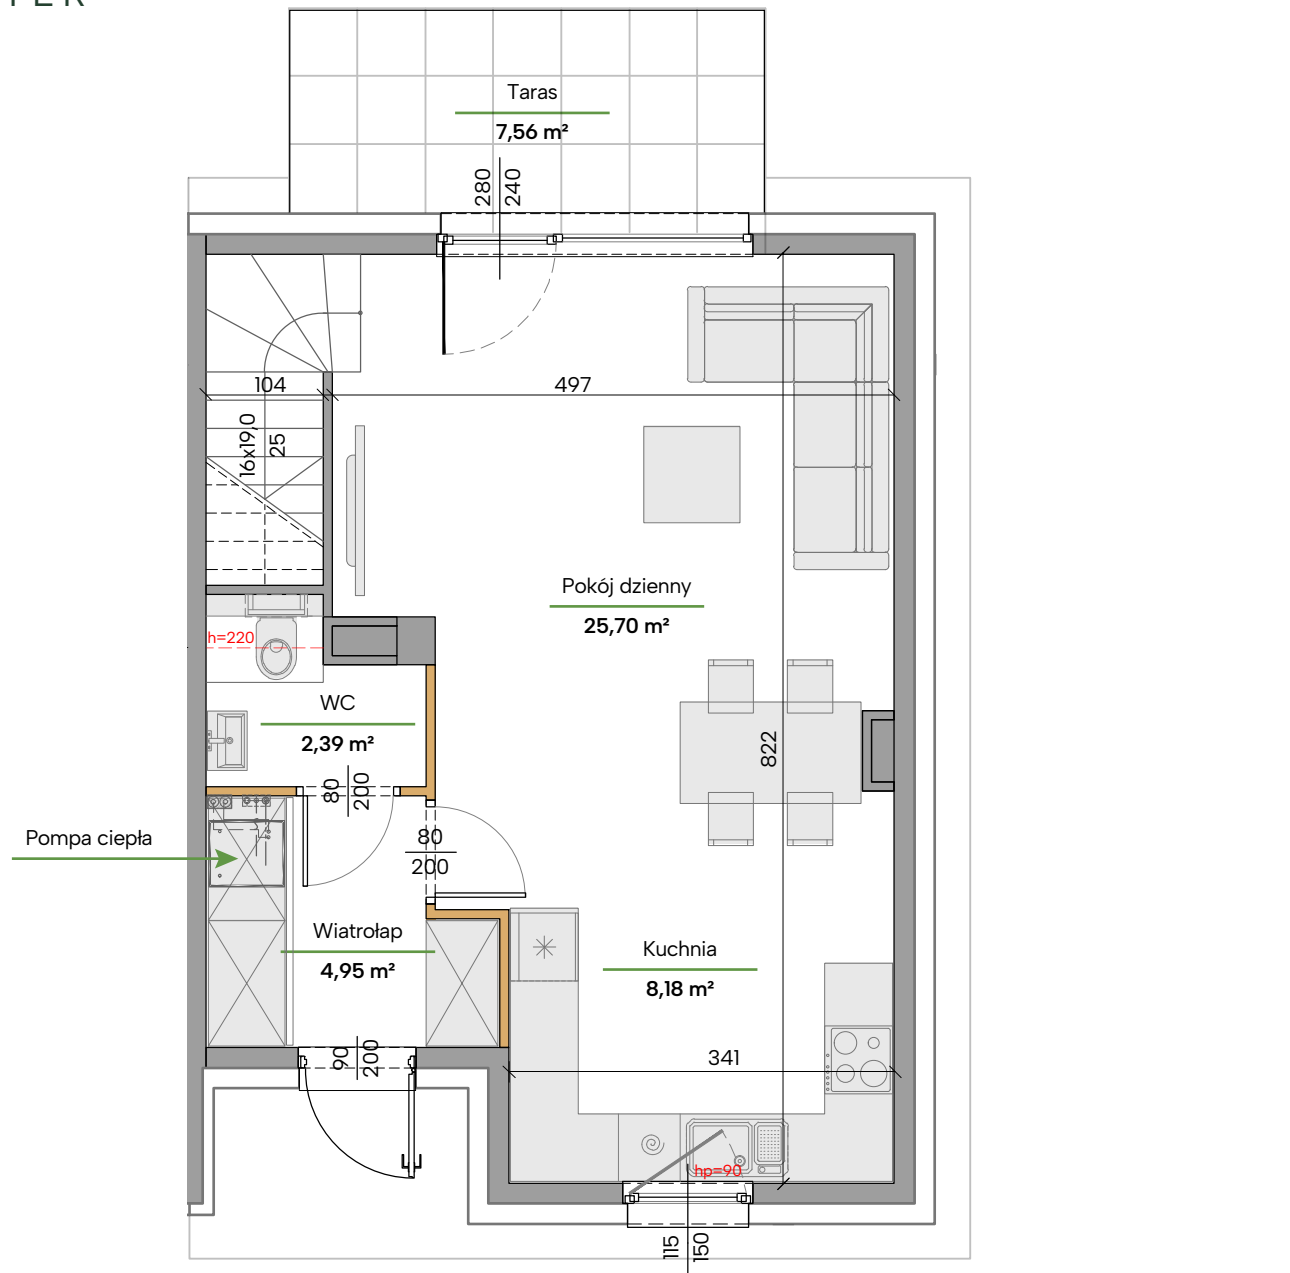 Taras
7,56 m²
280
240
104
497
16x19,0
25
Pokój dzienny
25,70 m²
h=220
WC
2,39 m²
822
80
200
Pompa ciepła
80
200
Wiatrołap
4,95 m²
Kuchnia
8,18 m²
90
200
341
hp=90
115
150